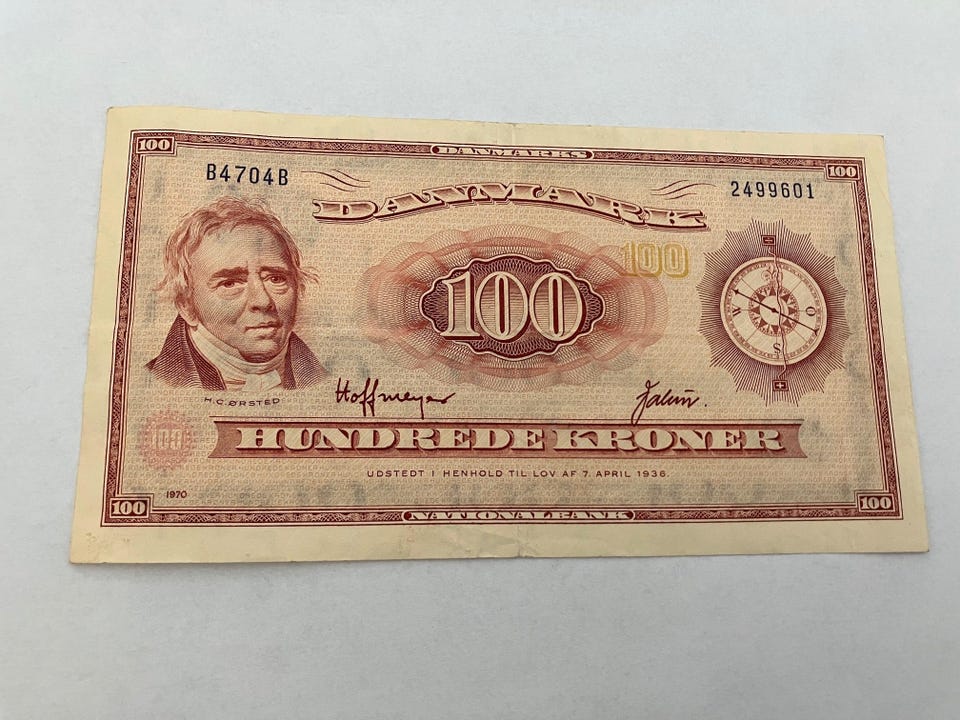 100
DANMARKS
100
B4704B
2499601
DANMARK
100
100
W
O
S
H.C.ØRSTED
Hoffmeyer
100
HUNDREDE KRONER
UDSTEDT I HENHOLD TIL LOV AF 7. APRIL 1936.
1970
100
NATIONALBANK
100